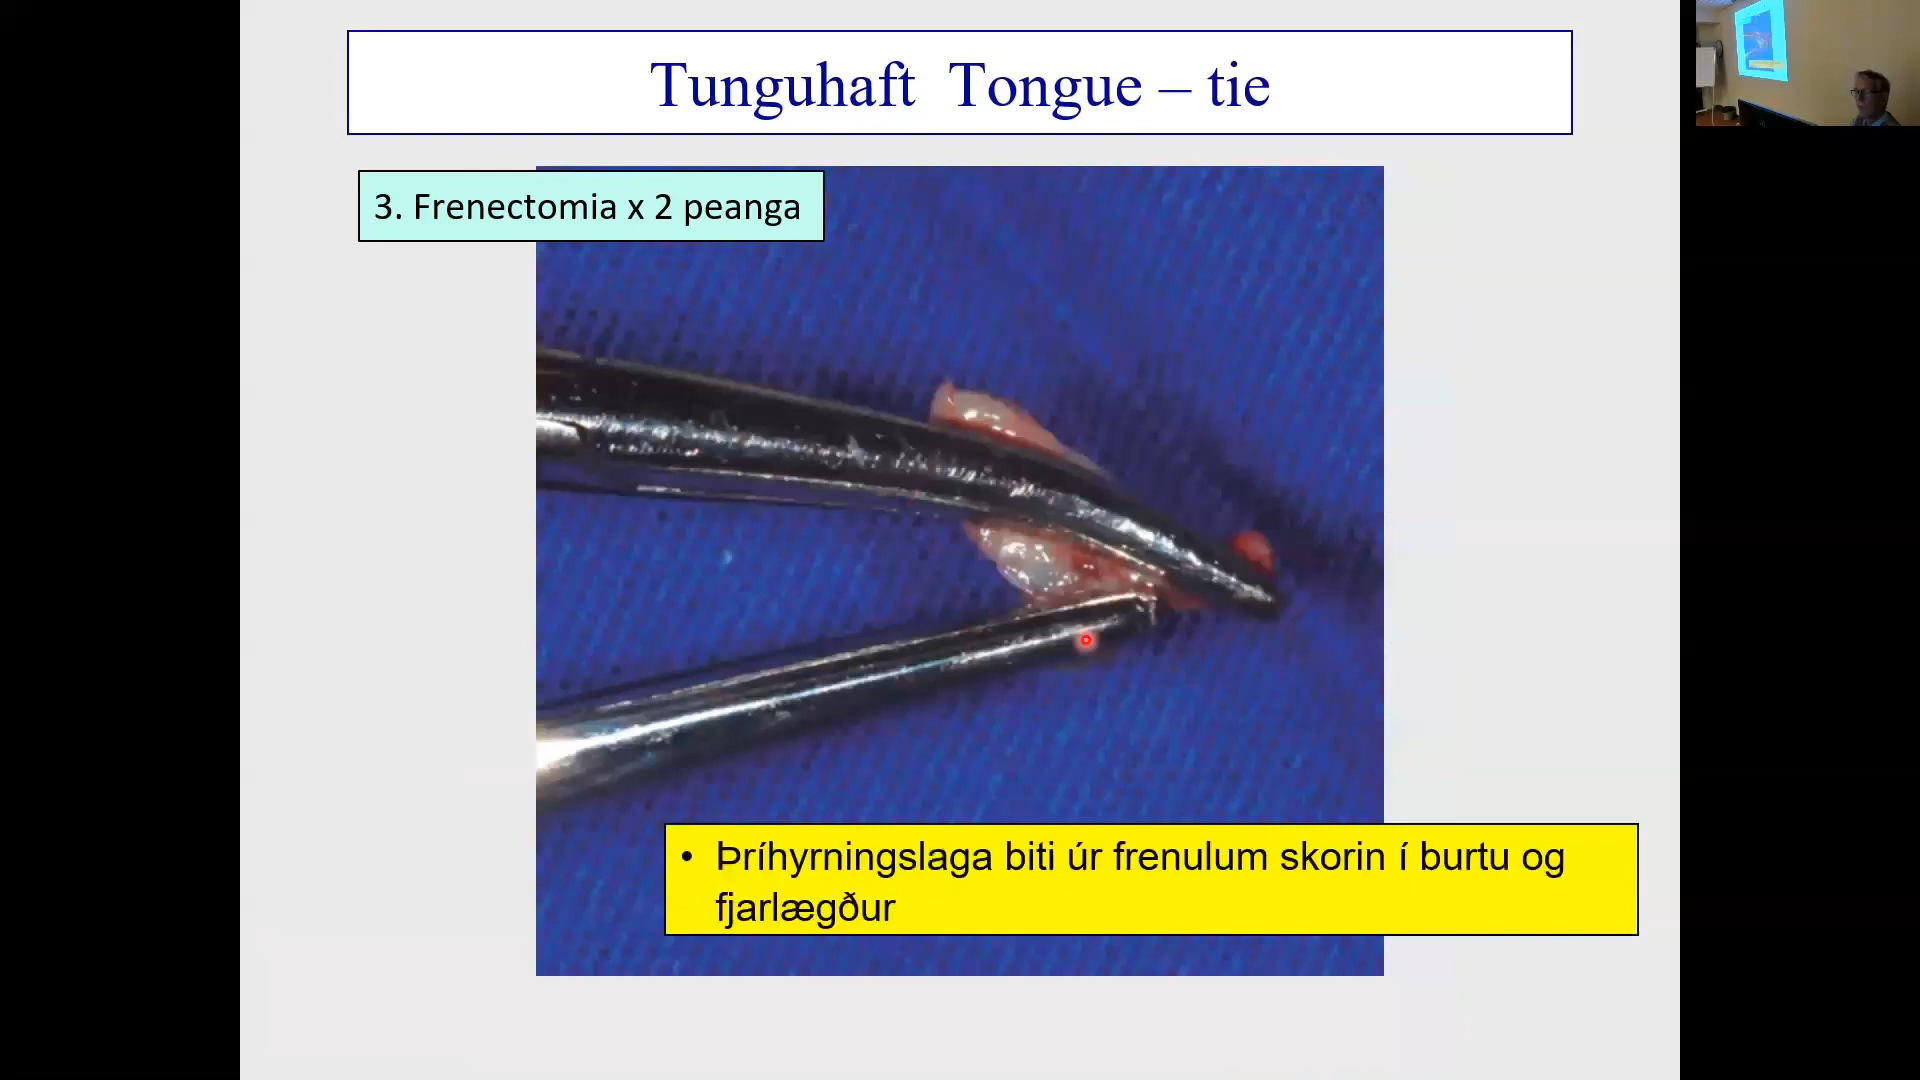 Tunguhaft Tongue – tie
3. Frenectomia x 2 peanga
• Þríhyrningslaga biti úr frenulum skorin í burtu og
fjarlægður